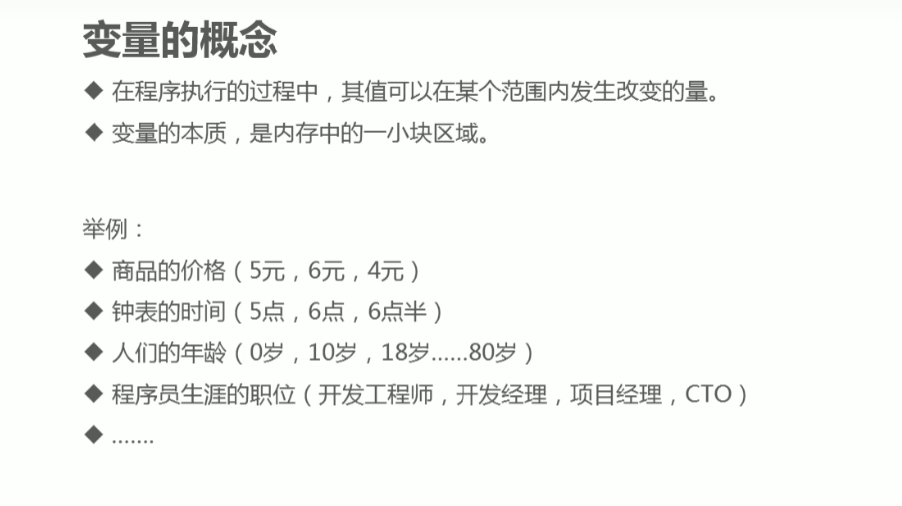 变量的概念
◆ 在程序执行的过程中，其值可以在某个范围内发生改变的量。
◆ 变量的本质，是内存中的一小块区域。
举例：
◆ 商品的价格（5元，6元，4元）
◆ 钟表的时间（5点，6点，6点半）
◆ 人们的年龄（0岁，10岁，18岁......80岁）
◆ 程序员生涯的职位（开发工程师，开发经理，项目经理，CTO）
◆ .......